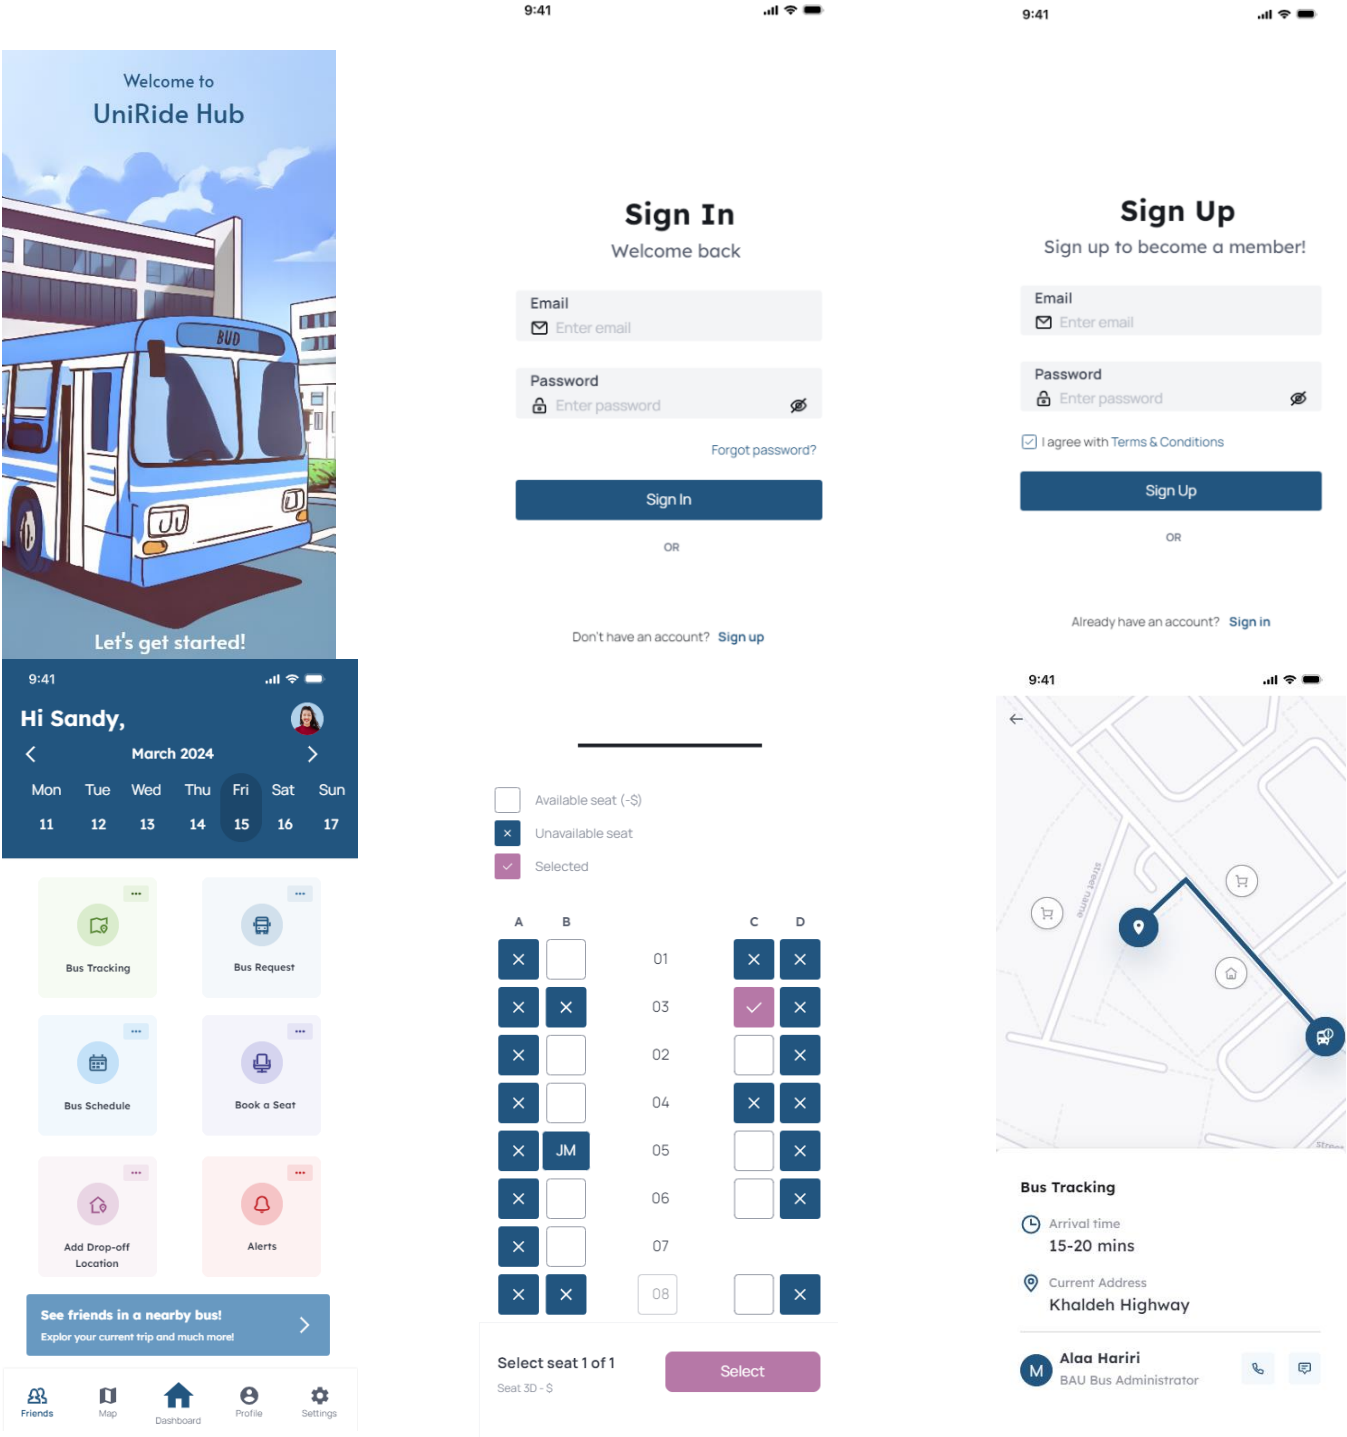 Welcome to
UniRide Hub
BUD
Let's get started!
9:41
Sign In
Welcome back
Email
Enter email
Password
Enter password
Forgot password?
Sign In
OR
Don't have an account? Sign up
9:41
Sign Up
Sign up to become a member!
Email
Enter email
Password
Enter password
I agree with Terms & Conditions
Sign Up
OR
Already have an account? Sign in
9:41
Hi Sandy,
March 2024
Mon Tue Wed Thu Fri Sat Sun
11 12 13 14 15 16 17
Bus Tracking
Bus Request
Bus Schedule
Book a Seat
Add Drop-off
Location
Alerts
See friends in a nearby bus!
Explor your current trip and much more!
Friends
Map
Dashboard
Profile
Settings
Available seat (-$)
Unavailable seat
Selected
A B C D
01
03
02
04
JM 05
06
07
08
Select seat 1 of 1
Seat 3D - $
Select
9:41
street name
street
Bus Tracking
Arrival time
15-20 mins
Current Address
Khaldeh Highway
M
Alaa Hariri
BAU Bus Administrator